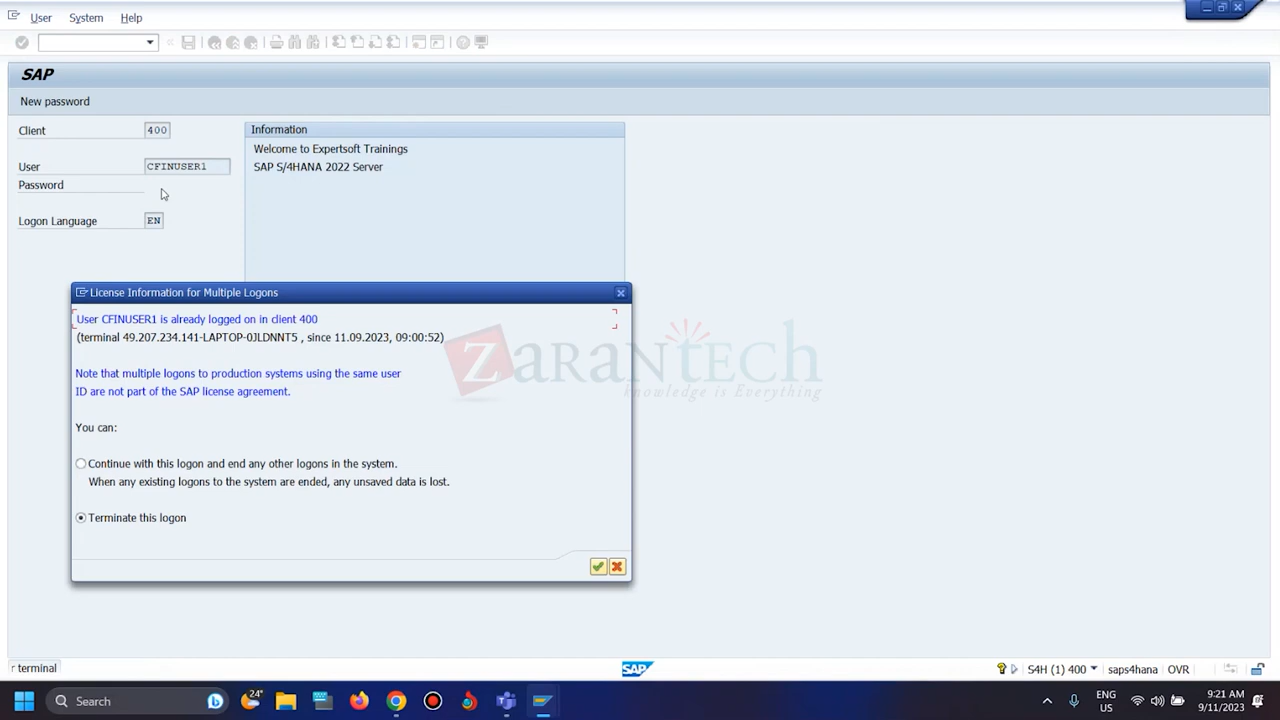 User System Help
SAP
New password
Client 400
Information
Welcome to Expertsoft Trainings
User CFINUSER1
SAP S/4HANA 2022 Server
Password
Logon Language EN
License Information for Multiple Logons
User CFINUSER1 is already logged on in client 400
(terminal 49.207.234.141-LAPTOP-0JLDNNT5 , since 11.09.2023, 09:00:52)
Note that multiple logons to production systems using the same user
ID are not part of the SAP license agreement.
You can:
Continue with this logon and end any other logons in the system.
When any existing logons to the system are ended, any unsaved data is lost.
Terminate this logon
ZaranTech
knowledge is Everything
r terminal
SAP
S4H (1) 400 saps4hana OVR
24°
Search
ENG
US
9:21 AM
9/11/2023